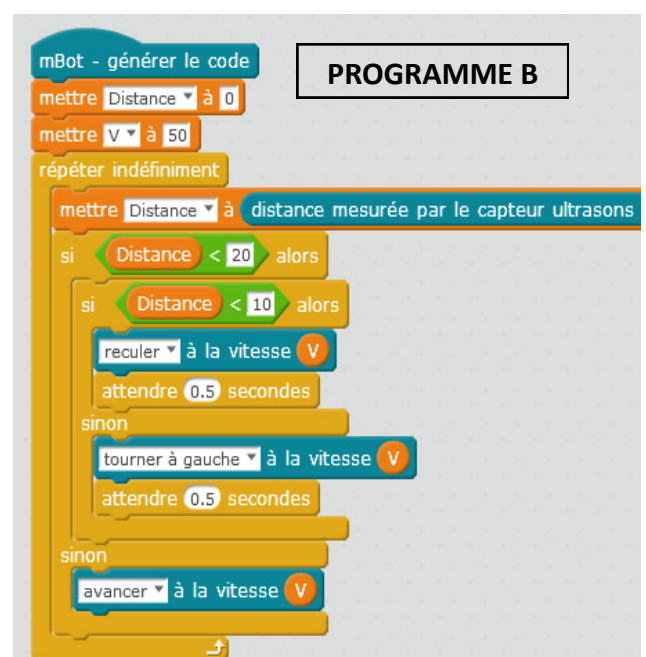 mBot - générer le code
PROGRAMME B
mettre Distance à 0
mettre V à 50
répéter indéfiniment
mettre Distance à distance mesurée par le capteur ultrasons
si Distance < 20 alors
si Distance < 10 alors
reculer à la vitesse V
attendre 0.5 secondes
sinon
tourner à gauche à la vitesse V
attendre 0.5 secondes
sinon
avancer à la vitesse V